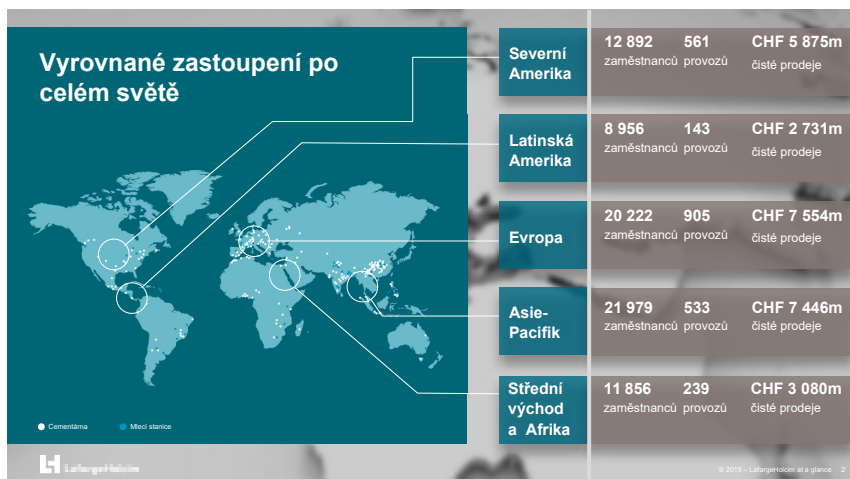 Vyrovnané zastoupení po
celém světě
Severní
Amerika
12 892
zaměstnanců
561
provozů
CHF 5 875m
čisté prodeje
Latinská
Amerika
8 956
zaměstnanců
143
provozů
CHF 2 731m
čisté prodeje
Evropa
20 222
zaměstnanců
905
provozů
CHF 7 554m
čisté prodeje
Asie-
Pacifik
21 979
zaměstnanců
533
provozů
CHF 7 446m
čisté prodeje
Střední
východ
a Afrika
11 856
zaměstnanců
239
provozů
CHF 3 080m
čisté prodeje
Cementárna
Mlecí stanice
LafargeHolcim
© 2019 – LafargeHolcim at a glance 2